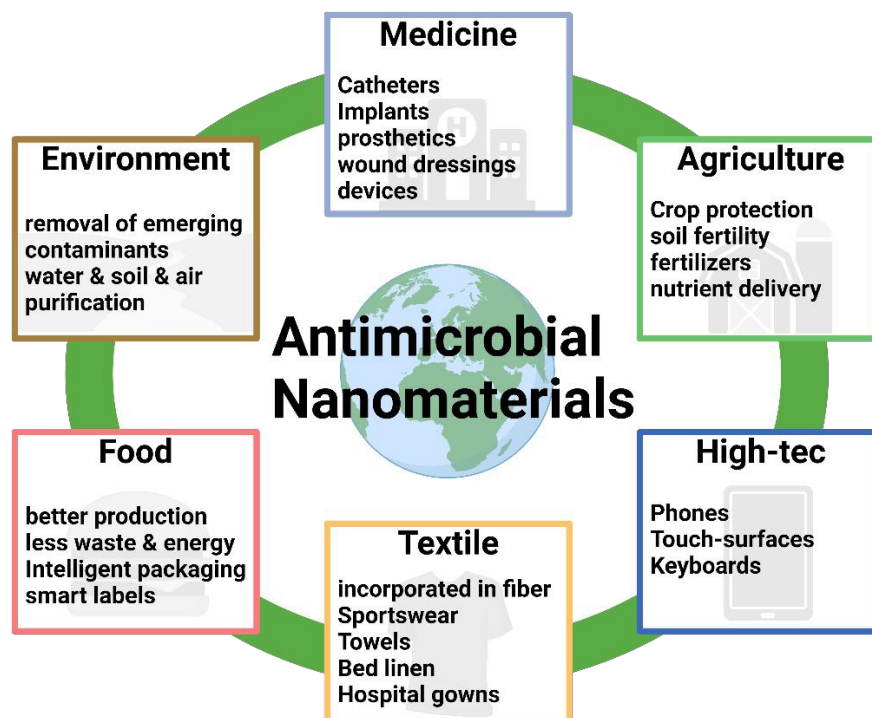 Medicine
Catheters
Implants
prosthetics
wound dressings
devices
H
Environment
removal of emerging
contaminants
water & soil & air
purification
Agriculture
Crop protection
soil fertility
fertilizers
nutrient delivery
Antimicrobial
Nanomaterials
Food
better production
less waste & energy
Intelligent packaging
smart labels
Textile
incorporated in fiber
Sportswear
Towels
Bed linen
Hospital gowns
High-tec
Phones
Touch-surfaces
Keyboards